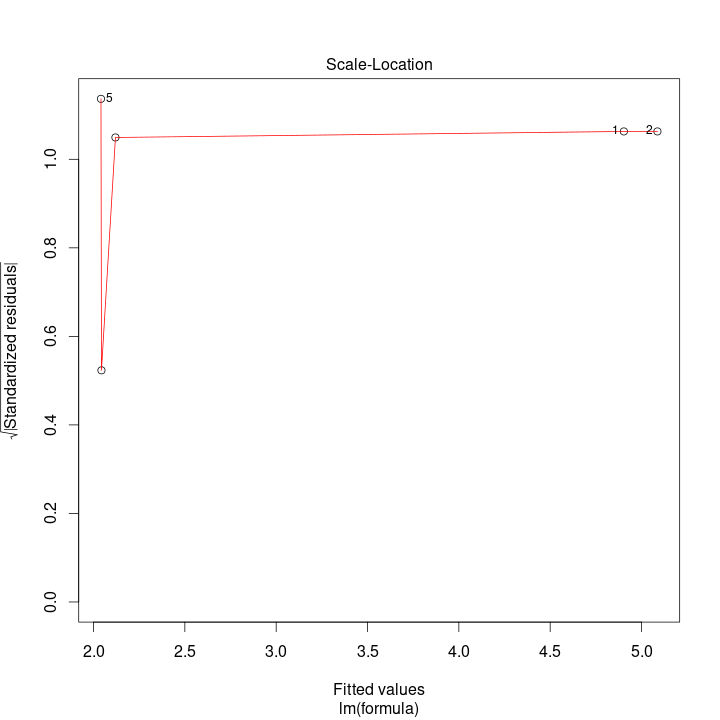 Scale-Location
√|Standardized residuals|
1.0
0.8
0.6
0.4
0.2
0.0
5
1
2
2.0 2.5 3.0 3.5 4.0 4.5 5.0
Fitted values
lm(formula)